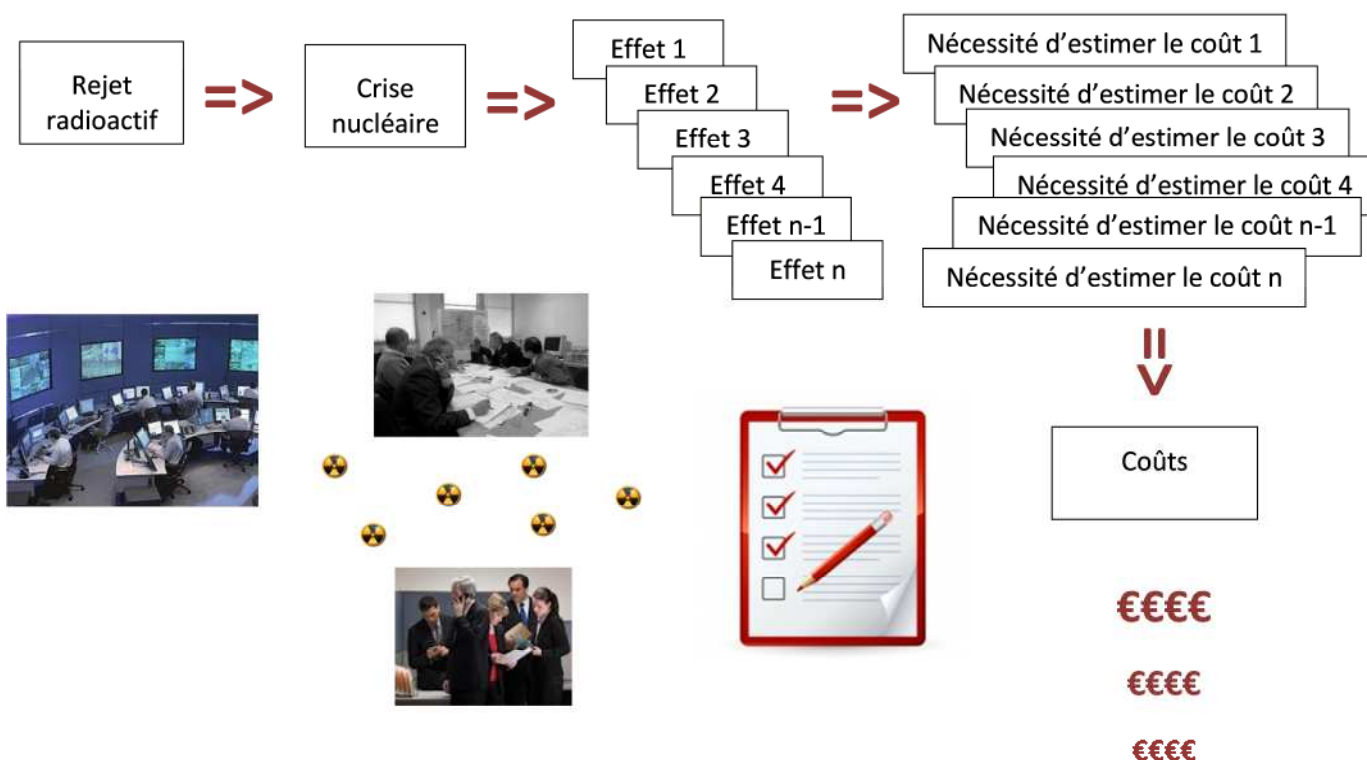 Rejet
radioactif
=>
Crise
nucléaire
=>
Effet 1
Effet 2
Effet 3
Effet 4
Effet n-1
Effet n
=>
Nécessité d'estimer le coût 1
Nécessité d'estimer le coût 2
Nécessité d'estimer le coût 3
Nécessité d'estimer le coût 4
Nécessité d'estimer le coût n-1
Nécessité d'estimer le coût n
=>
Coûts
€€€€
€€€€
€€€€